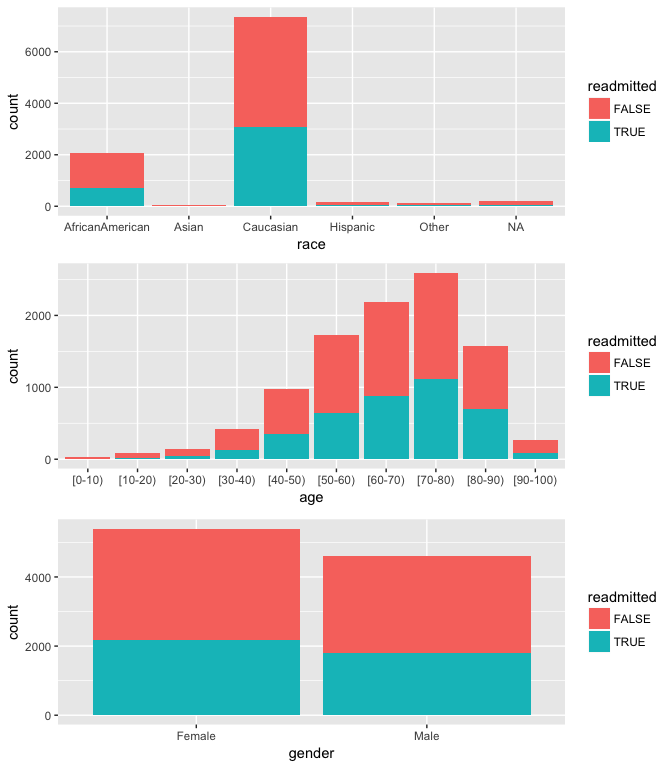 count
6000
4000
2000
0
AfricanAmerican Asian Caucasian Hispanic Other NA
race
readmitted
FALSE
TRUE
count
2000
1000
0
[0-10) [10-20) [20-30) [30-40) [40-50) [50-60) [60-70) [70-80) [80-90) [90-100)
age
readmitted
FALSE
TRUE
count
4000
2000
0
Female Male
gender
readmitted
FALSE
TRUE